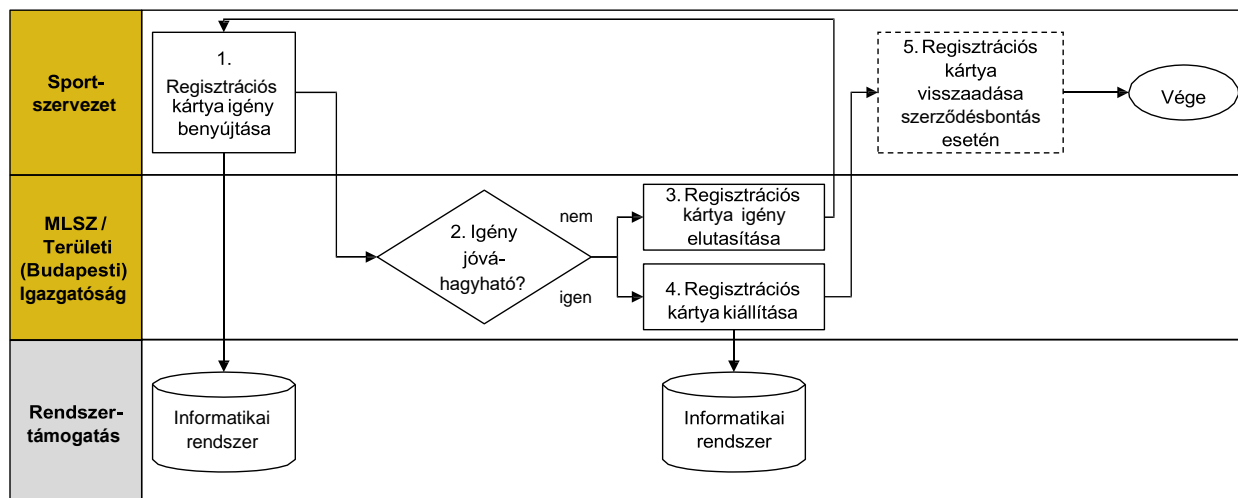 Sport-
szervezet
1.
Regisztrációs
kártya igény
benyújtása
5. Regisztrációs
kártya
visszaadása
szerződésbontás
esetén
Vége
MLSZ /
Területi
(Budapesti)
Igazgatóság
2. Igény
jóvá-
hagyható?
nem
igen
3. Regisztrációs
kártya igény
elutasítása
4. Regisztrációs
kártya kiállítása
Rendszer-
támogatás
Informatikai
rendszer
Informatikai
rendszer